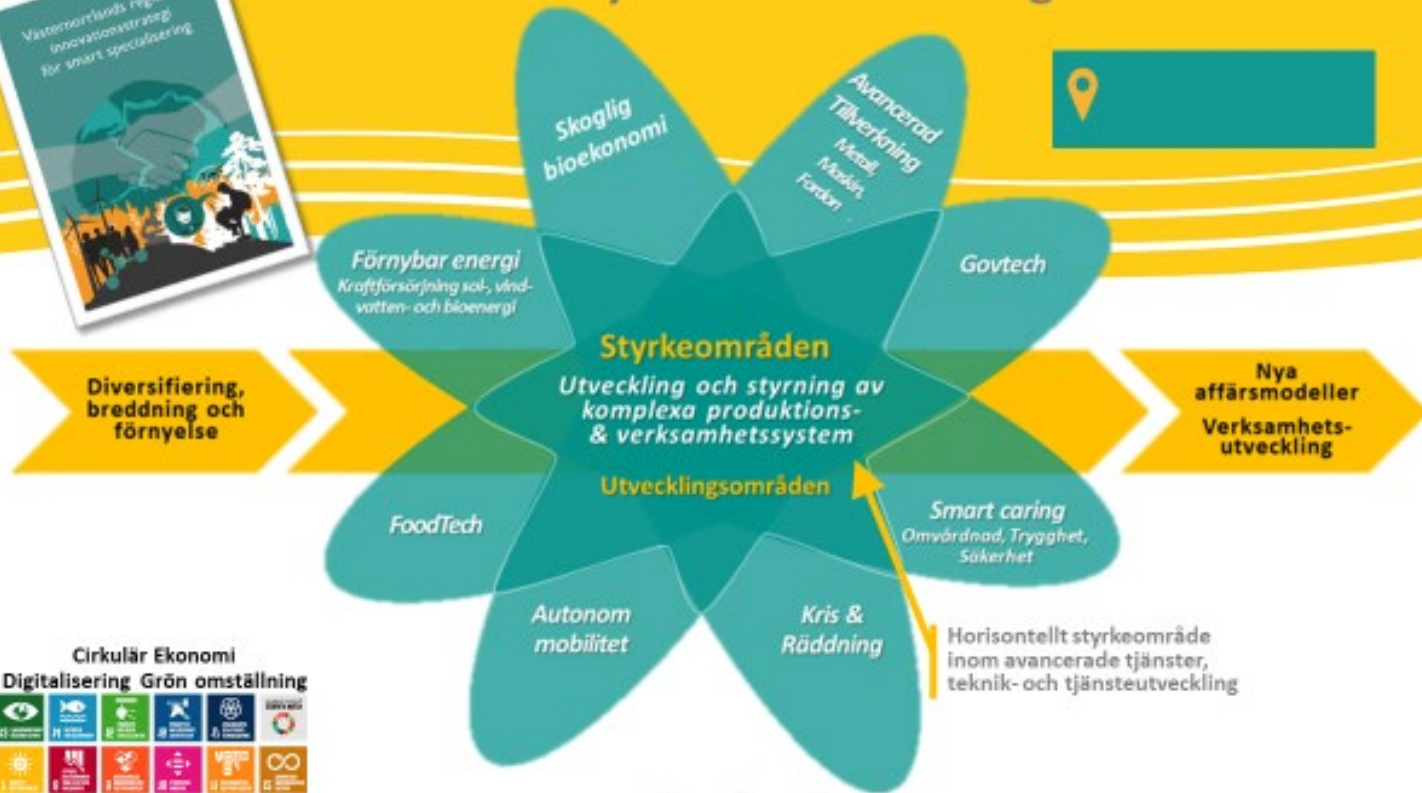 Västernorrlands
innovationsstrategi
för smart specialisering
Skoglig
bioekonomi
Avancerad
Tillverkning
Metall,
Maskin,
Fordon
Förnybar energi
Kraftförsörjning sol-, vind-
vatten- och bioenergi
Govtech
Styrkeområden
Utveckling och styrning av
komplexa produktions-
& verksamhetssystem
Utvecklingsområden
Diversifiering,
breddning och
förnyelse
Nya
affärsmodeller
Verksamhets-
utveckling
FoodTech
Smart caring
Omvårdnad, Trygghet,
Säkerhet
Autonom
mobilitet
Kris &
Räddning
Horisontellt styrkeområde
inom avancerade tjänster,
teknik- och tjänsteutveckling
Cirkulär Ekonomi
Digitalisering Grön omställning